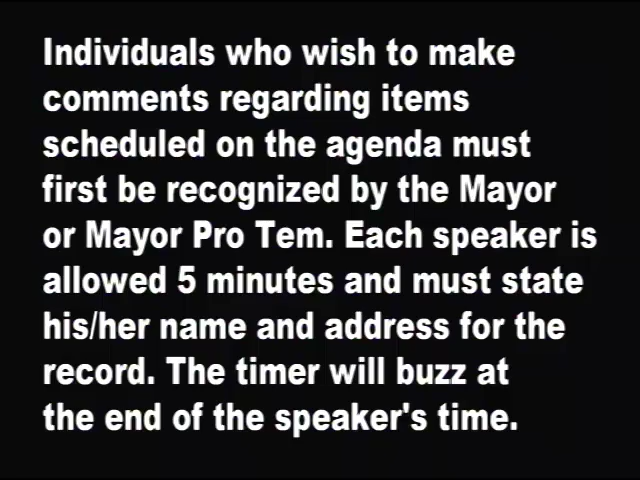 Individuals who wish to make
comments regarding items
scheduled on the agenda must
first be recognized by the Mayor
or Mayor Pro Tem. Each speaker is
allowed 5 minutes and must state
his/her name and address for the
record. The timer will buzz at
the end of the speaker's time.